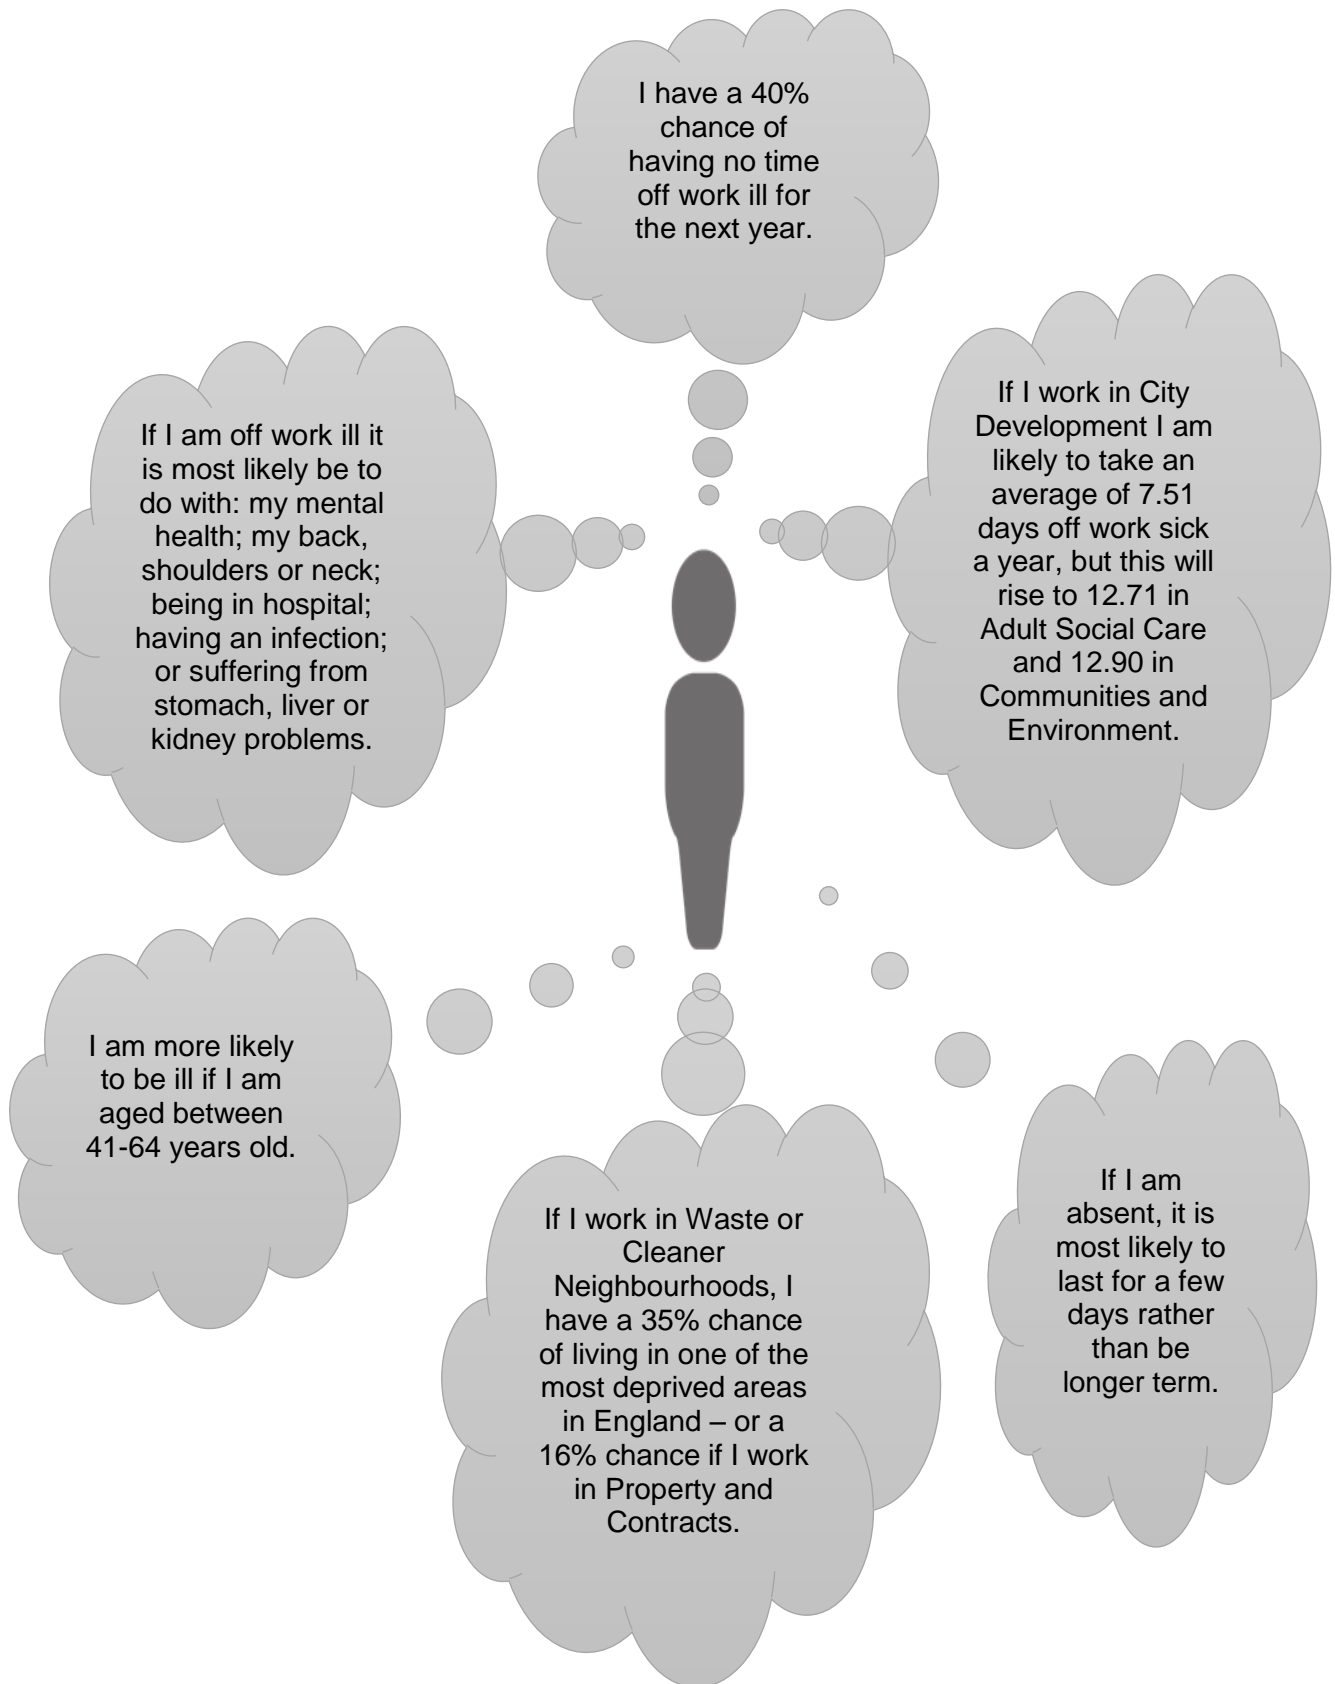 I have a 40%
chance of
having no time
off work ill for
the next year.
If I am off work ill it
is most likely be to
do with: my mental
health; my back,
shoulders or neck;
being in hospital;
having an infection;
or suffering from
stomach, liver or
kidney problems.
If I work in City
Development I am
likely to take an
average of 7.51
days off work sick
a year, but this will
rise to 12.71 in
Adult Social Care
and 12.90 in
Communities and
Environment.
I am more likely
to be ill if I am
aged between
41-64 years old.
If I work in Waste or
Cleaner
Neighbourhoods, I
have a 35% chance
of living in one of the
most deprived areas
in England – or a
16% chance if I work
in Property and
Contracts.
If I am
absent, it is
most likely to
last for a few
days rather
than be
longer term.